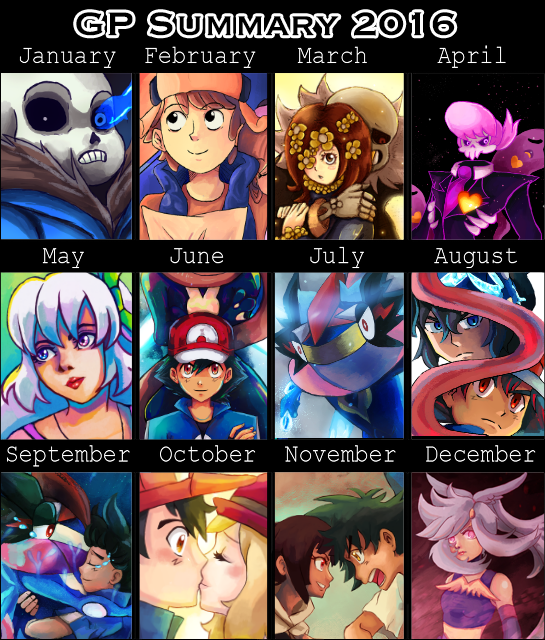 GP Summary 2016
January February March April
May June July August
September October November December